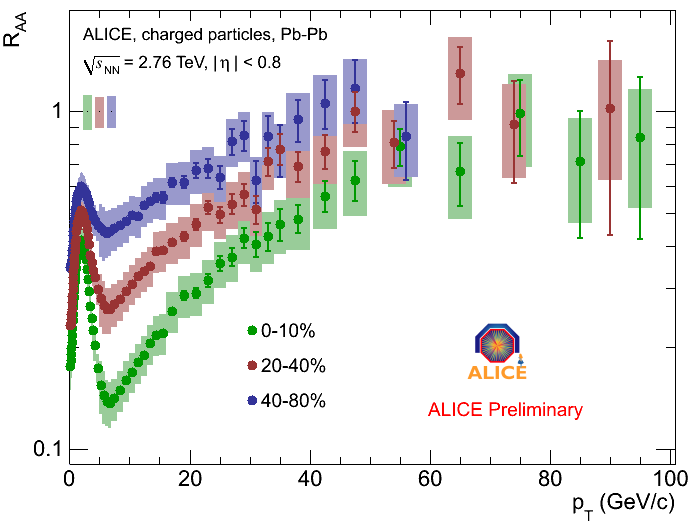 R_AA
ALICE, charged particles, Pb-Pb
√s_NN = 2.76 TeV, |η| < 0.8
1
0-10%
20-40%
40-80%
ALICE
ALICE Preliminary
0.1
0 20 40 60 80 100
p_T (GeV/c)